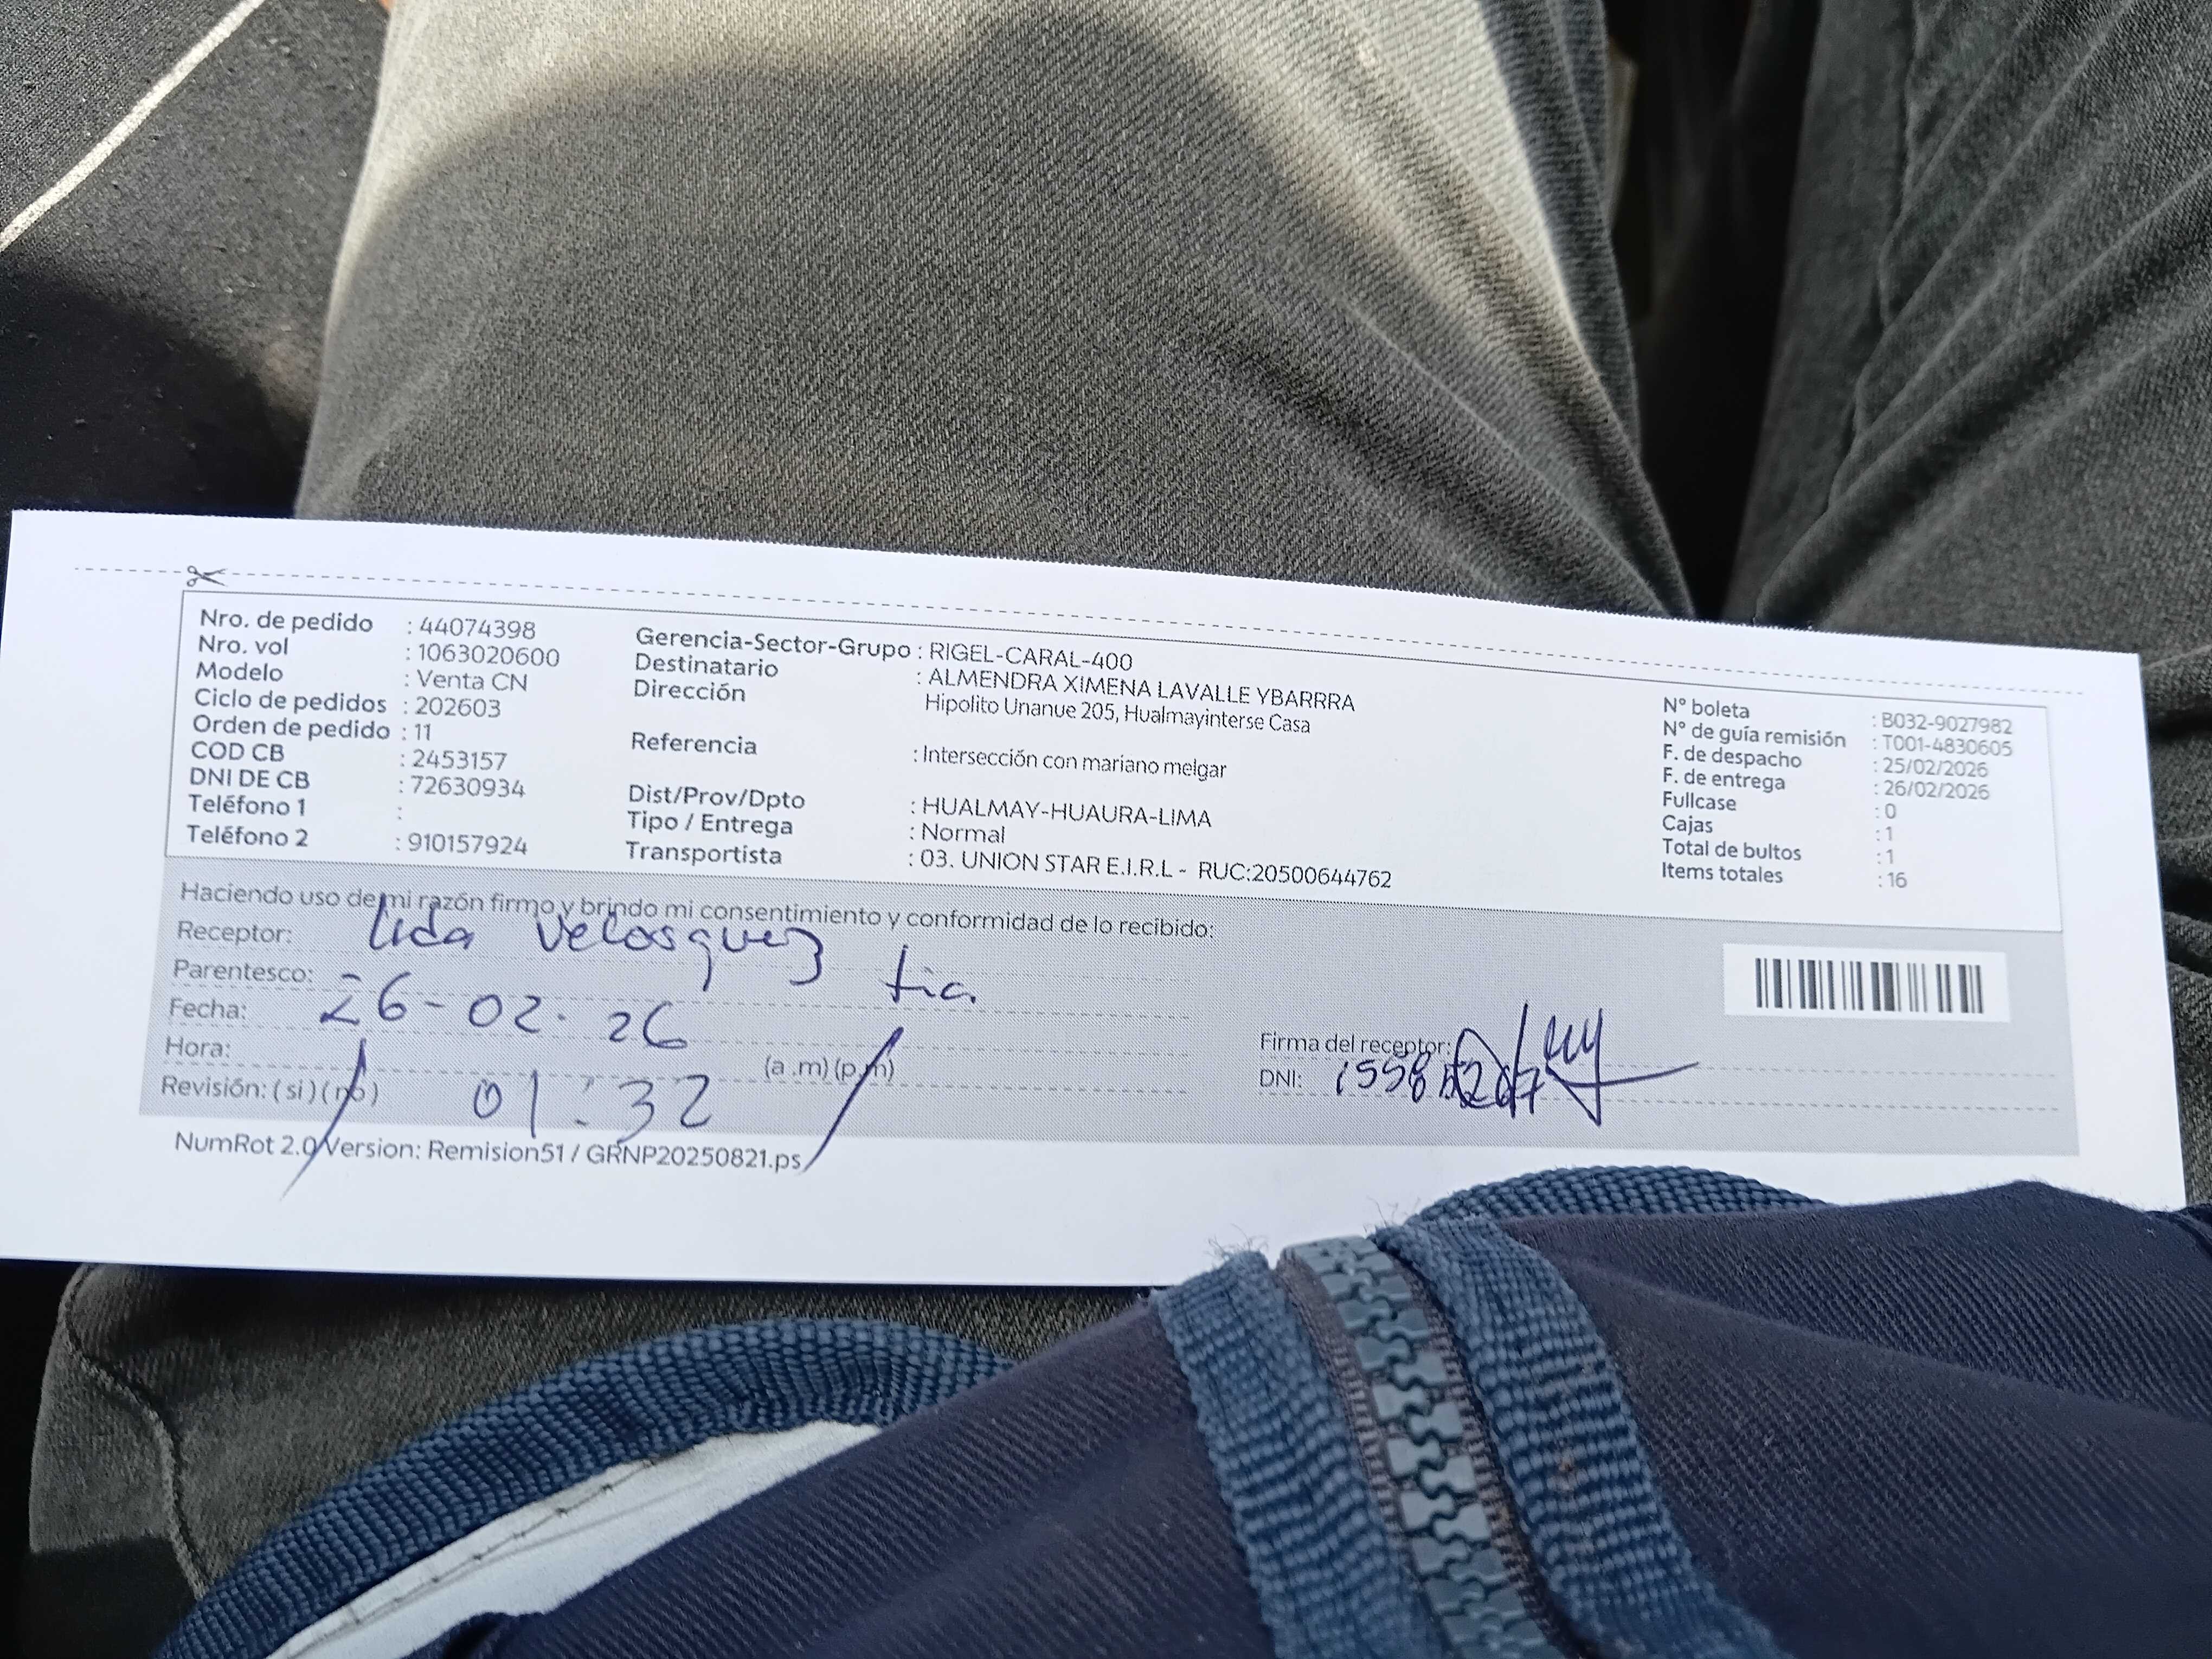 Nro. de pedido : 44074398
Nro. vol : 1063020600
Modelo : Venta CN
Ciclo de pedidos : 202603
Orden de pedido : 11
COD CB : 2453157
DNI DE CB : 72630934
Teléfono 1 :
Teléfono 2 : 910157924
Gerencia-Sector-Grupo : RIGEL-CARAL-400
Destinatario : ALMENDRA XIMENA LAVALLE YBARRRA
Dirección Hipolito Unanue 205, Hualmayinterse Casa
Referencia : Intersección con mariano melgar
Dist/Prov/Dpto : HUALMAY-HUAURA-LIMA
Tipo / Entrega : Normal
Transportista : 03. UNION STAR E.I.R.L - RUC:20500644762
N° boleta : B032-9027982
N° de guía remisión : T001-4830605
F. de despacho : 25/02/2026
F. de entrega : 26/02/2026
Fullcase : 0
Cajas : 1
Total de bultos : 1
Items totales : 16
Haciendo uso de mi razón firmo y brindo mi consentimiento y conformidad de lo recibido:
Receptor: lida Velasquez
Parentesco: tia
Fecha: 26-02-26
Hora: 01:32 (a.m) (p.m)
Revisión: ( si ) ( no )
Firma del receptor:
DNI:
NumRot 2.0 Version: Remision51 / GRNP20250821.ps